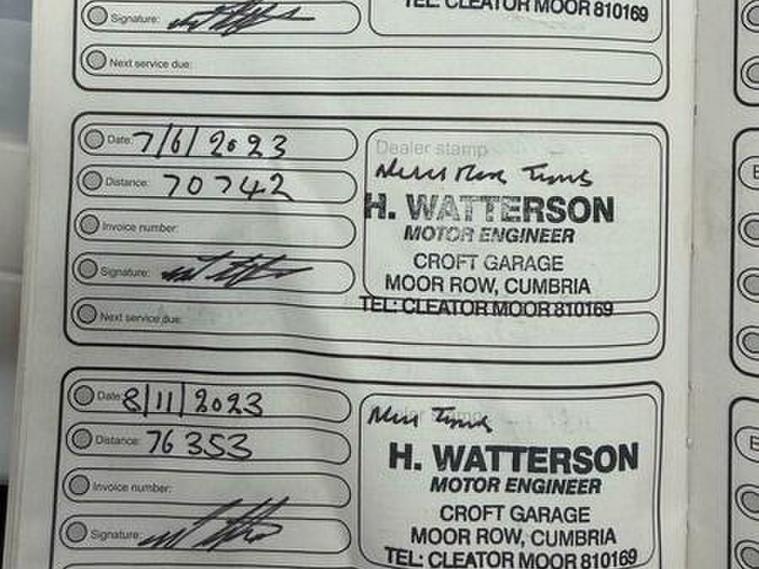 Signature:
TEL: CLEATOR MOOR 810169
Next service due:
Date: 7/6/2023
Dealer stamp
Distance: 70742
H. WATTERSON
MOTOR ENGINEER
Invoice number:
CROFT GARAGE
Signature:
MOOR ROW, CUMBRIA
TEL: CLEATOR MOOR 810169
Next service due:
Date: 8/11/2023
Distance: 76353
H. WATTERSON
MOTOR ENGINEER
Invoice number:
CROFT GARAGE
Signature:
MOOR ROW, CUMBRIA
TEL: CLEATOR MOOR 810169